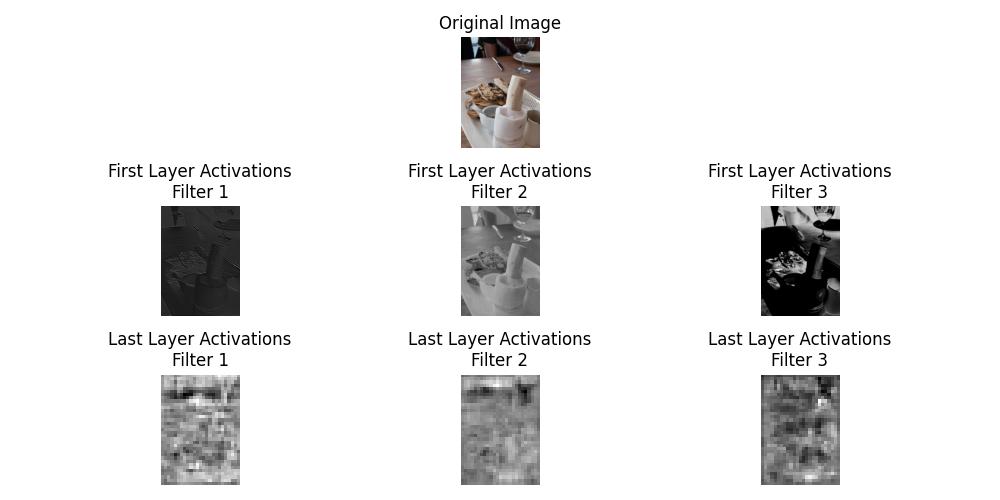 Original Image
First Layer Activations
Filter 1
First Layer Activations
Filter 2
First Layer Activations
Filter 3
Last Layer Activations
Filter 1
Last Layer Activations
Filter 2
Last Layer Activations
Filter 3